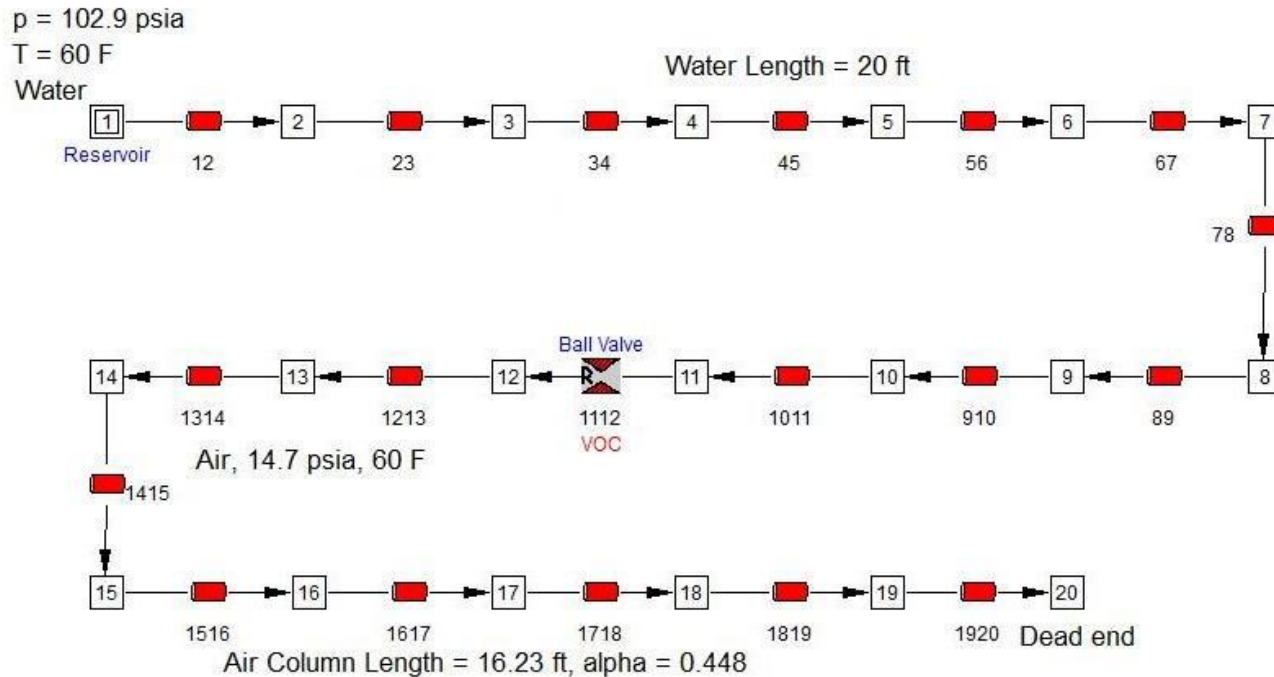 p = 102.9 psia
T = 60 F
Water
Water Length = 20 ft
1 2 3 4 5 6 7
Reservoir
12 23 34 45 56 67
78
Ball Valve
14 13 12 R 11 10 9 8
1314 1213 1112 1011 910 89
VOC
Air, 14.7 psia, 60 F
1415
15 16 17 18 19 20
1516 1617 1718 1819 1920 Dead end
Air Column Length = 16.23 ft, alpha = 0.448